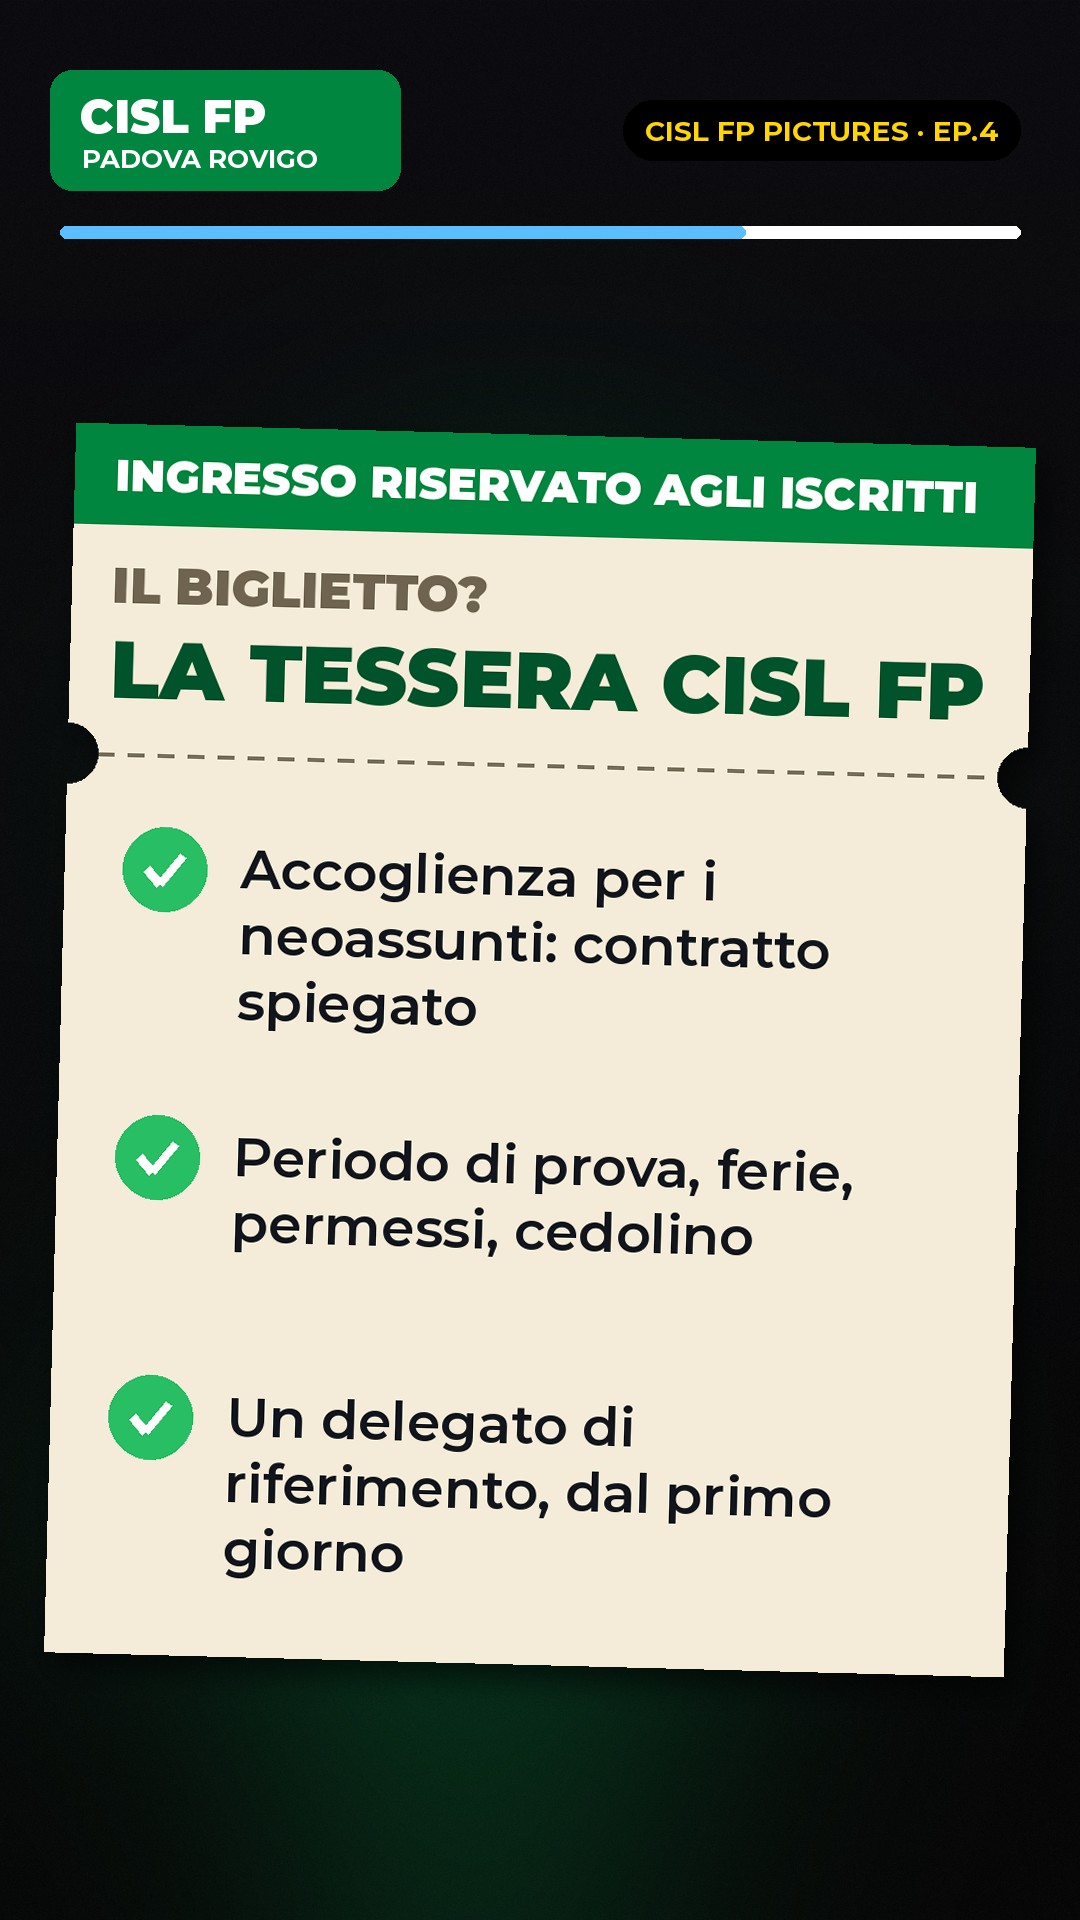 CISL FP
PADOVA ROVIGO
CISL FP PICTURES · EP.4
INGRESSO RISERVATO AGLI ISCRITTI
IL BIGLIETTO?
LA TESSERA CISL FP
Accoglienza per i
neoassunti: contratto
spiegato
Periodo di prova, ferie,
permessi, cedolino
Un delegato di
riferimento, dal primo
giorno